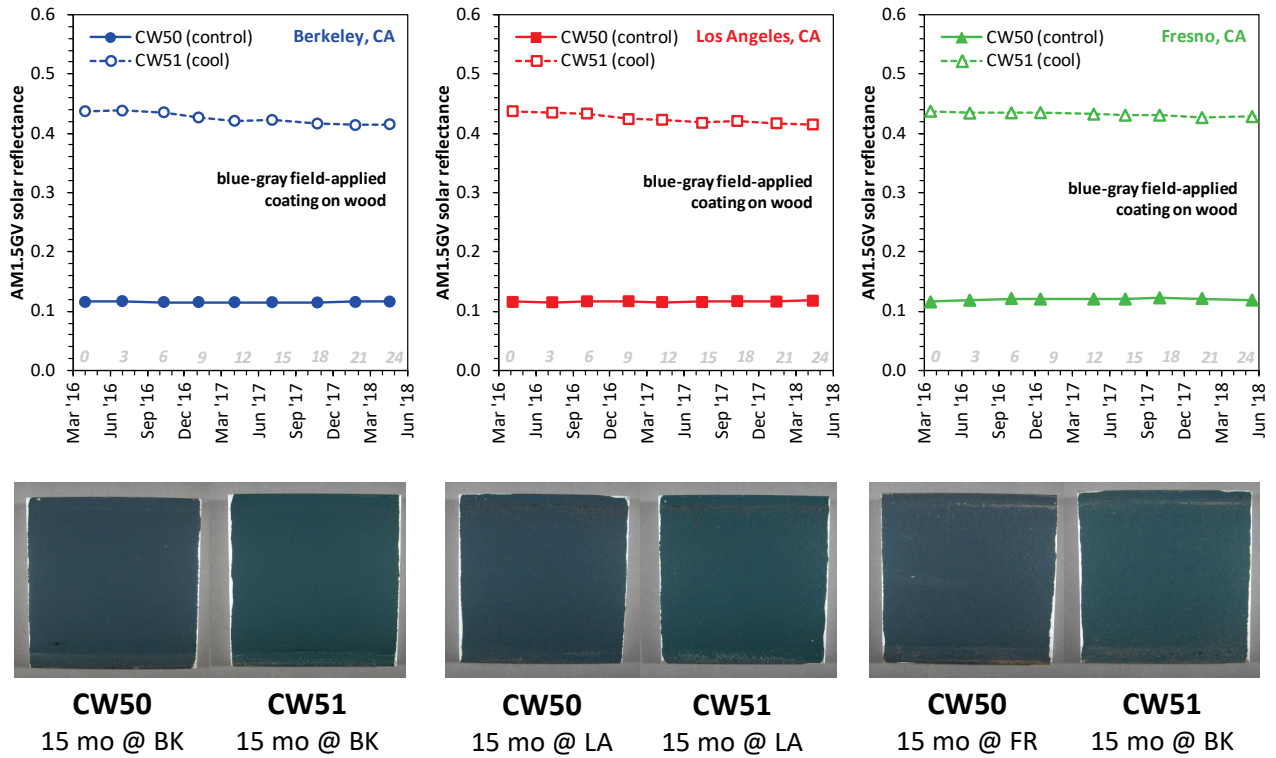 AM1.5GV solar reflectance
0.6
0.5
0.4
0.3
0.2
0.1
0.0
CW50 (control)
CW51 (cool)
Berkeley, CA
blue-gray field-applied
coating on wood
0 3 6 9 12 15 18 21 24
Mar '16
Jun '16
Sep '16
Dec '16
Mar '17
Jun '17
Sep '17
Dec '17
Mar '18
Jun '18
AM1.5GV solar reflectance
0.6
0.5
0.4
0.3
0.2
0.1
0.0
CW50 (control)
CW51 (cool)
Los Angeles, CA
blue-gray field-applied
coating on wood
0 3 6 9 12 15 18 21 24
Mar '16
Jun '16
Sep '16
Dec '16
Mar '17
Jun '17
Sep '17
Dec '17
Mar '18
Jun '18
AM1.5GV solar reflectance
0.6
0.5
0.4
0.3
0.2
0.1
0.0
CW50 (control)
CW51 (cool)
Fresno, CA
blue-gray field-applied
coating on wood
0 3 6 9 12 15 18 21 24
Mar '16
Jun '16
Sep '16
Dec '16
Mar '17
Jun '17
Sep '17
Dec '17
Mar '18
Jun '18
CW50
15 mo @ BK
CW51
15 mo @ BK
CW50
15 mo @ LA
CW51
15 mo @ LA
CW50
15 mo @ FR
CW51
15 mo @ BK